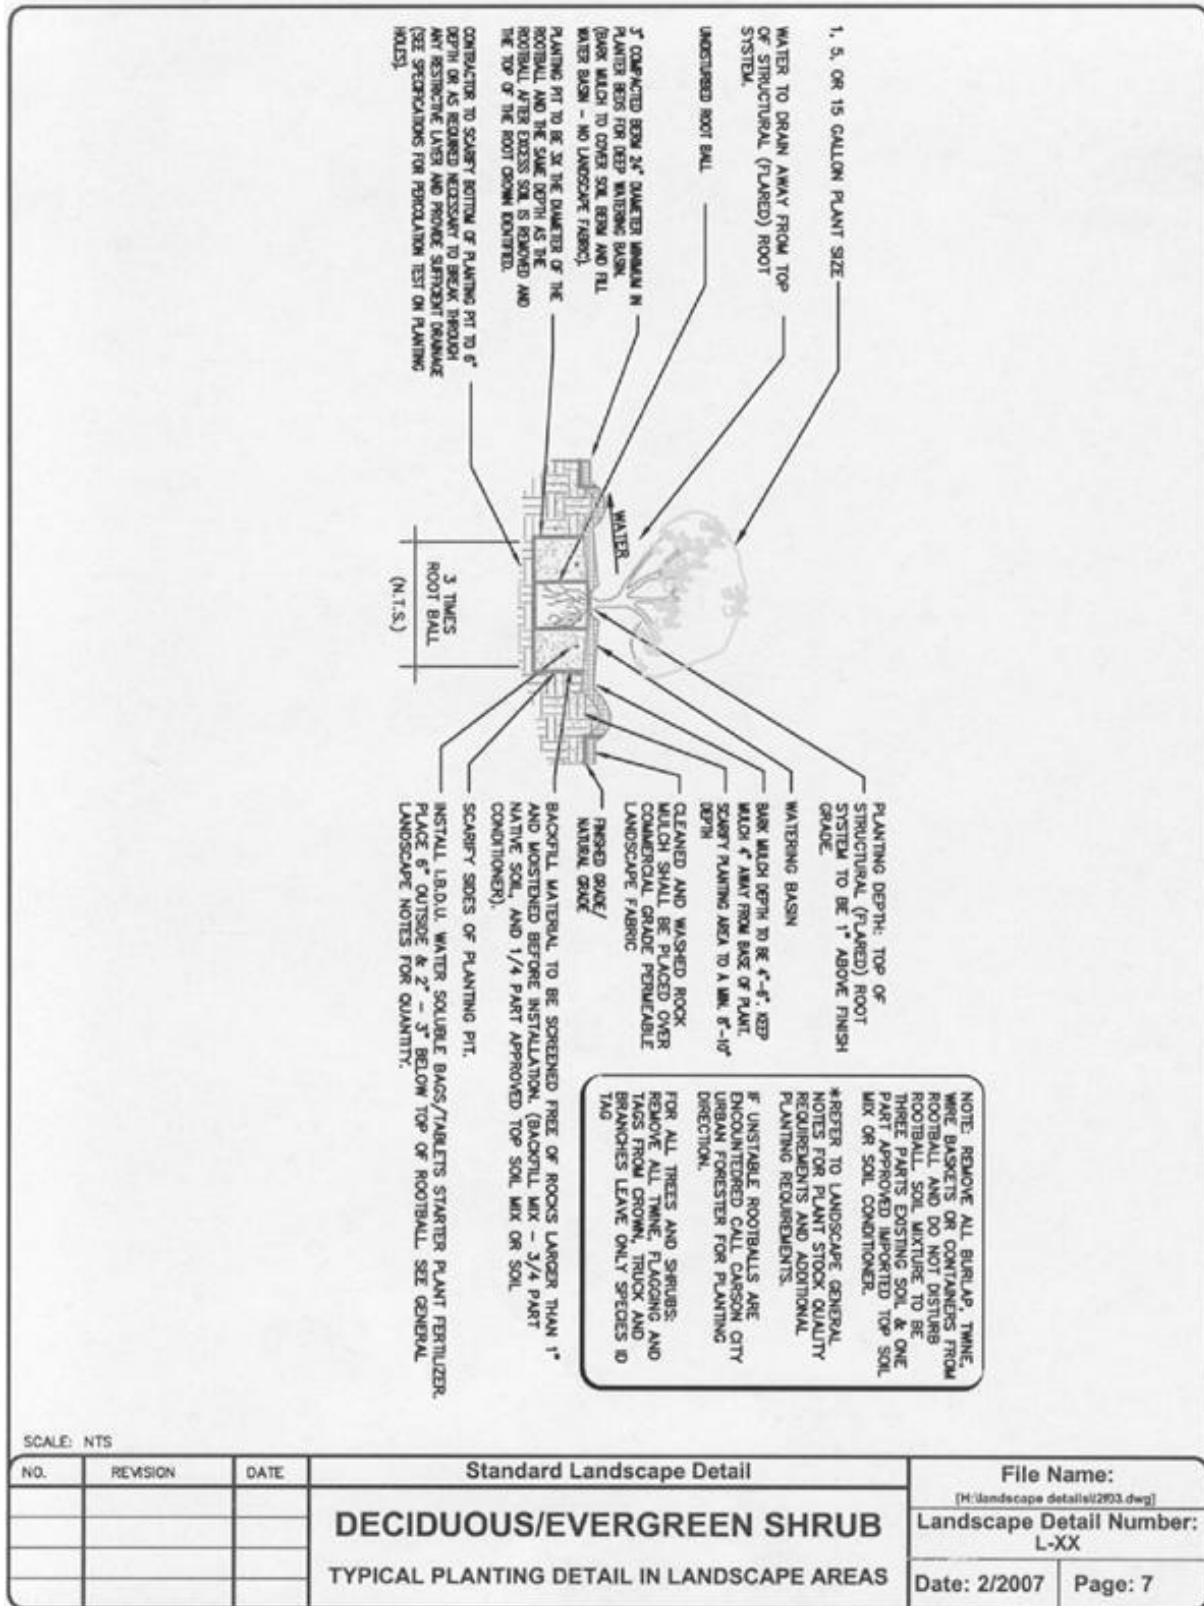 1, 5, OR 15 GALLON PLANT SIZE
WATER TO DRAIN AWAY FROM TOP
OF STRUCTURAL (FLARED) ROOT
SYSTEM.
UNDISTURBED ROOT BALL
3" COMPACTED BERM 24" DIAMETER MINIMUM IN
PLANTER BEDS FOR DEEP WATERING BASIN.
(BARK MULCH TO COVER SOIL BERM AND FILL
WATER BASIN - NO LANDSCAPE FABRIC).
PLANTING PIT TO BE 3X THE DIAMETER OF THE
ROOTBALL AND THE SAME DEPTH AS THE
ROOTBALL AFTER EXCESS SOIL IS REMOVED AND
THE TOP OF THE ROOT CROWN IDENTIFIED.
CONTRACTOR TO SCARIFY BOTTOM OF PLANTING PIT TO 6"
DEPTH OR AS REQUIRED NECESSARY TO BREAK THROUGH
ANY RESTRICTIVE LAYER AND PROVIDE SUFFICIENT DRAINAGE
(SEE SPECIFICATIONS FOR PERCOLATION TEST ON PLANTING
HOLES).
WATER
3 TIMES
ROOT BALL
(N.T.S.)
PLANTING DEPTH: TOP OF
STRUCTURAL (FLARED) ROOT
SYSTEM TO BE 1" ABOVE FINISH
GRADE.
WATERING BASIN
BARK MULCH DEPTH TO BE 4"-6". KEEP
MULCH 4" AWAY FROM BASE OF PLANT.
SCARIFY PLANTING AREA TO A MIN. 8"-10"
DEPTH
CLEANED AND WASHED ROCK
MULCH SHALL BE PLACED OVER
COMMERCIAL GRADE PERMEABLE
LANDSCAPE FABRIC
FINISHED GRADE/
NATURAL GRADE
BACKFILL MATERIAL TO BE SCREENED FREE OF ROCKS LARGER THAN 1"
AND MOISTENED BEFORE INSTALLATION. (BACKFILL MIX - 3/4 PART
NATIVE SOIL, AND 1/4 PART APPROVED TOP SOIL MIX OR SOIL
CONDITIONER).
SCARIFY SIDES OF PLANTING PIT.
INSTALL I.B.D.U. WATER SOLUBLE BAGS/TABLETS STARTER PLANT FERTILIZER.
PLACE 6" OUTSIDE & 2" - 3" BELOW TOP OF ROOTBALL. SEE GENERAL
LANDSCAPE NOTES FOR QUANTITY.
NOTE: REMOVE ALL BURLAP, TWINE,
WIRE BASKETS OR CONTAINERS FROM
ROOTBALL AND DO NOT DISTURB
ROOTBALL. SOIL MIXTURE TO BE
THREE PARTS EXISTING SOIL & ONE
PART APPROVED IMPORTED TOP SOIL
MIX OR SOIL CONDITIONER.
*REFER TO LANDSCAPE GENERAL
NOTES FOR PLANT STOCK QUALITY
REQUIREMENTS AND ADDITIONAL
PLANTING REQUIREMENTS.
IF UNSTABLE ROOTBALLS ARE
ENCOUNTEDRED CALL CARSON CITY
URBAN FORESTER FOR PLANTING
DIRECTION.
FOR ALL TREES AND SHRUBS:
REMOVE ALL TWINE, FLAGGING AND
TAGS FROM CROWN, TRUCK AND
BRANCHES LEAVE ONLY SPECIES ID
TAG
SCALE: NTS
NO. REVISION DATE
Standard Landscape Detail
DECIDUOUS/EVERGREEN SHRUB
TYPICAL PLANTING DETAIL IN LANDSCAPE AREAS
File Name:
[H:\landscape details\l2f03.dwg]
Landscape Detail Number:
L-XX
Date: 2/2007 Page: 7